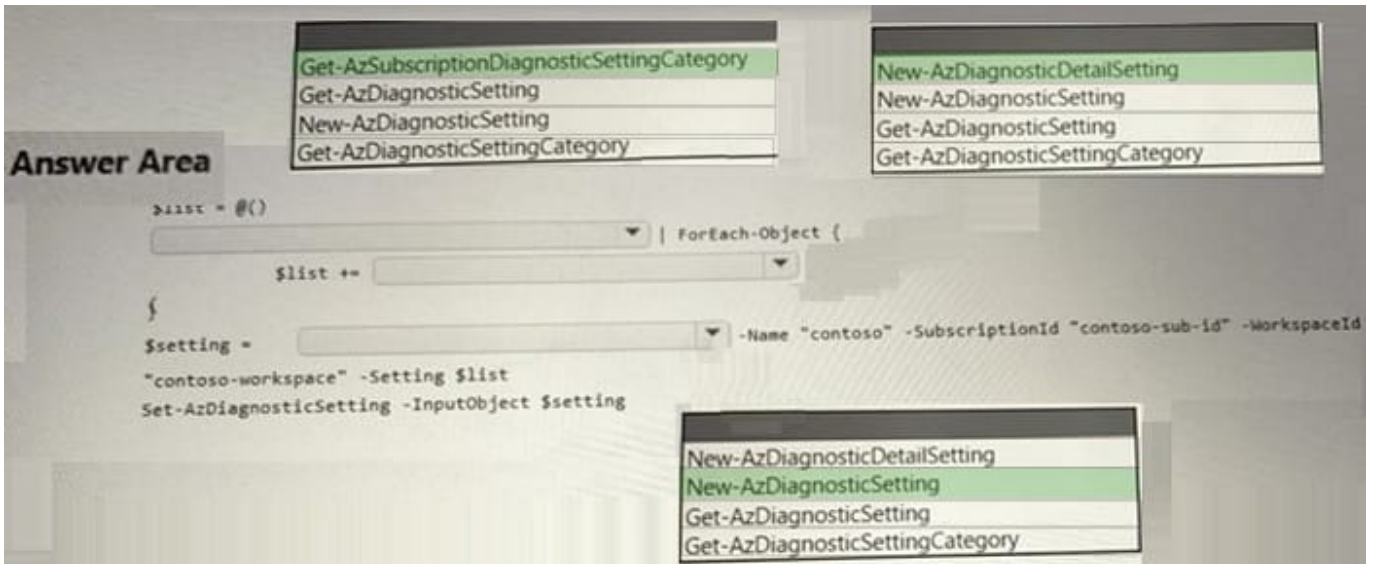 Get-AzSubscriptionDiagnosticSettingCategory
Get-AzDiagnosticSetting
New-AzDiagnosticSetting
Get-AzDiagnosticSettingCategory
New-AzDiagnosticDetailSetting
New-AzDiagnosticSetting
Get-AzDiagnosticSetting
Get-AzDiagnosticSettingCategory
Answer Area
$list = @()
| ForEach-Object {
$list +=
}
$setting =
-Name "contoso" -SubscriptionId "contoso-sub-id" -WorkspaceId
"contoso-workspace" -Setting $list
Set-AzDiagnosticSetting -InputObject $setting
New-AzDiagnosticDetailSetting
New-AzDiagnosticSetting
Get-AzDiagnosticSetting
Get-AzDiagnosticSettingCategory